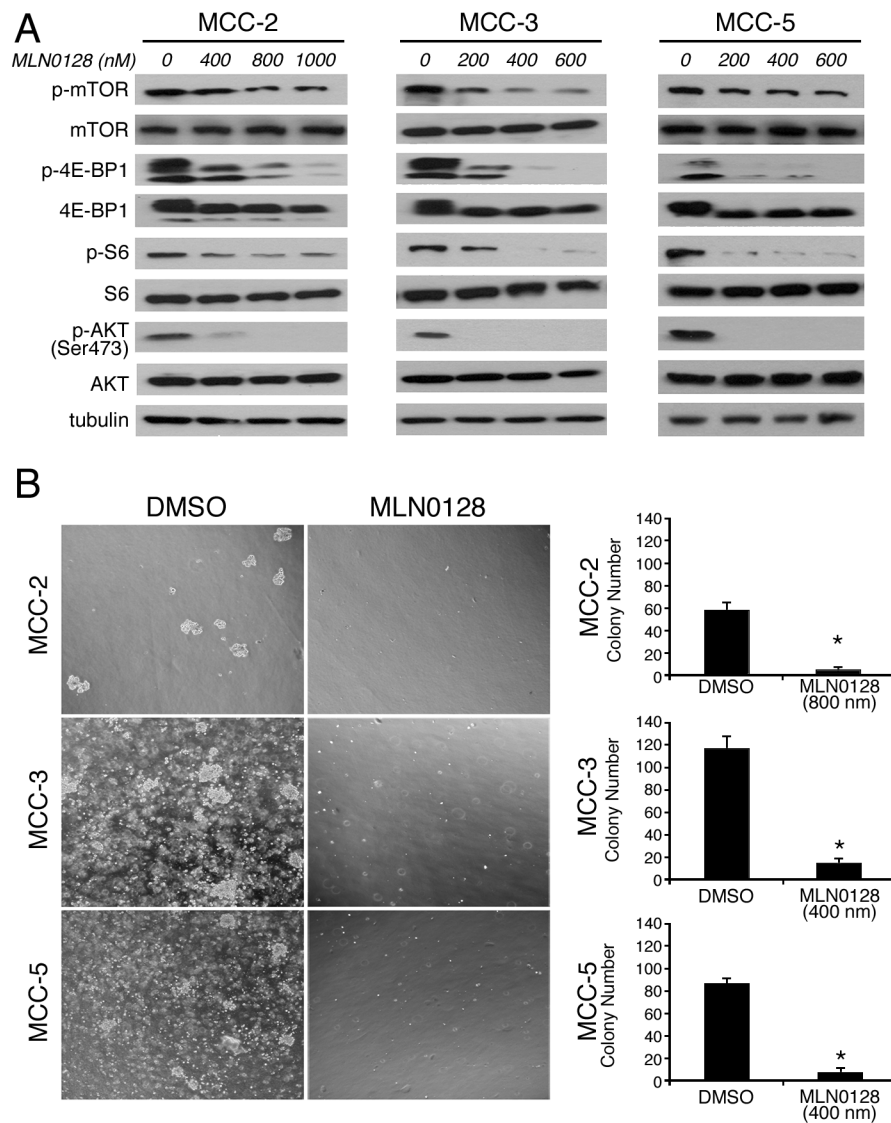 A
MCC-2 MCC-3 MCC-5
MLN0128 (nM) 0 400 800 1000 0 200 400 600 0 200 400 600
p-mTOR
mTOR
p-4E-BP1
4E-BP1
p-S6
S6
p-AKT
(Ser473)
AKT
tubulin
B
DMSO MLN0128
MCC-2
MCC-3
MCC-5
MCC-2
Colony Number
140
120
100
80
60
40
20
0
*
DMSO MLN0128
(800 nm)
MCC-3
Colony Number
140
120
100
80
60
40
20
0
*
DMSO MLN0128
(400 nm)
MCC-5
Colony Number
140
120
100
80
60
40
20
0
*
DMSO MLN0128
(400 nm)